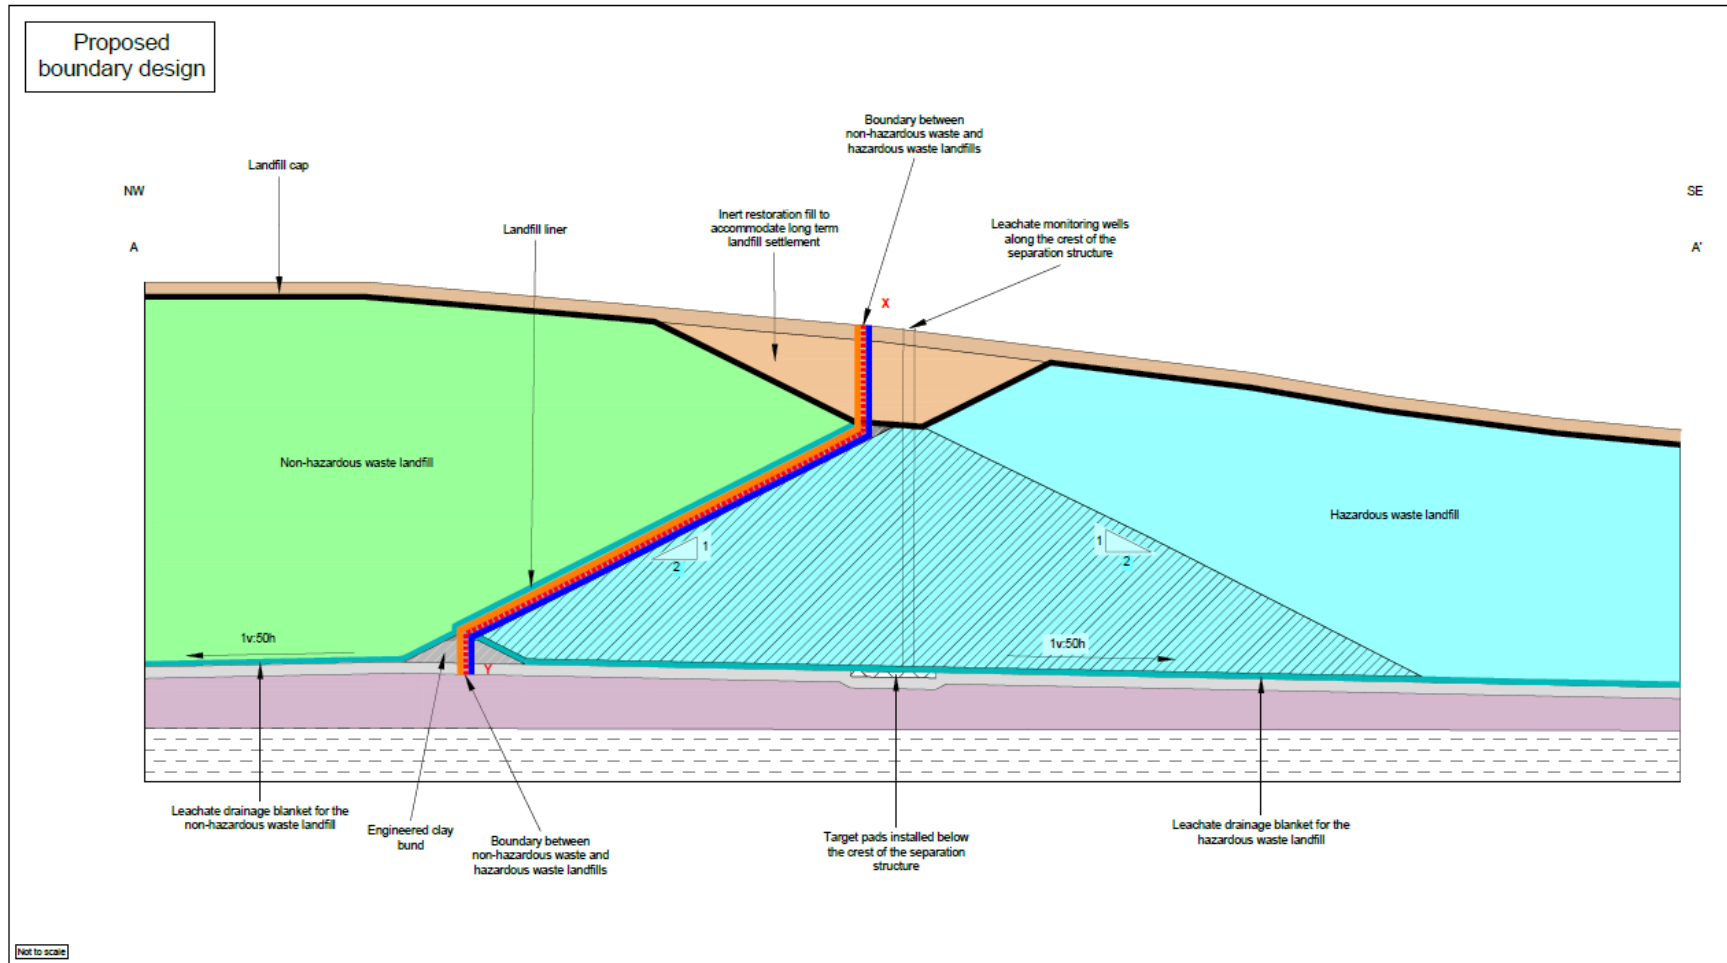 Proposed
boundary design
Boundary between
non-hazardous waste and
hazardous waste landfills
Landfill cap
NW
SE
Inert restoration fill to
accommodate long term
landfill settlement
Leachate monitoring wells
along the crest of the
separation structure
Landfill liner
A
A'
X
Non-hazardous waste landfill
Hazardous waste landfill
1
2
1
2
1v:50h
1v:50h
Y
Leachate drainage blanket for the
non-hazardous waste landfill
Engineered clay
bund
Boundary between
non-hazardous waste and
hazardous waste landfills
Target pads installed below
the crest of the separation
structure
Leachate drainage blanket for the
hazardous waste landfill
Not to scale